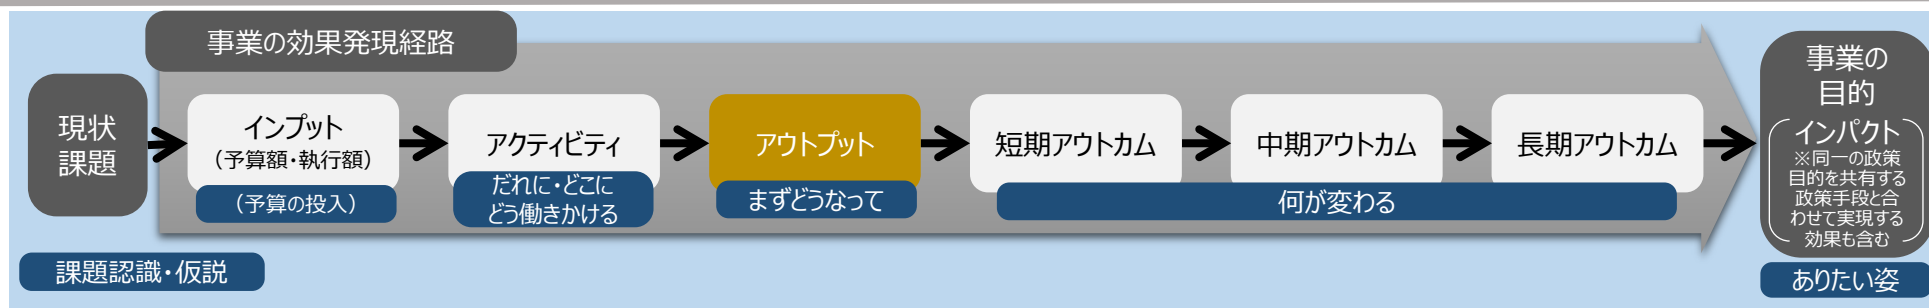 事業の効果発現経路
現状
課題
インプット
（予算額・執行額）
（予算の投入）
アクティビティ
だれに・どこに
どう働きかける
アウトプット
まずどうなって
短期アウトカム
中期アウトカム
長期アウトカム
何が変わる
事業の
目的
インパクト
※同一の政策
目的を共有する
政策手段と合
わせて実現する
効果も含む
課題認識・仮説
ありたい姿